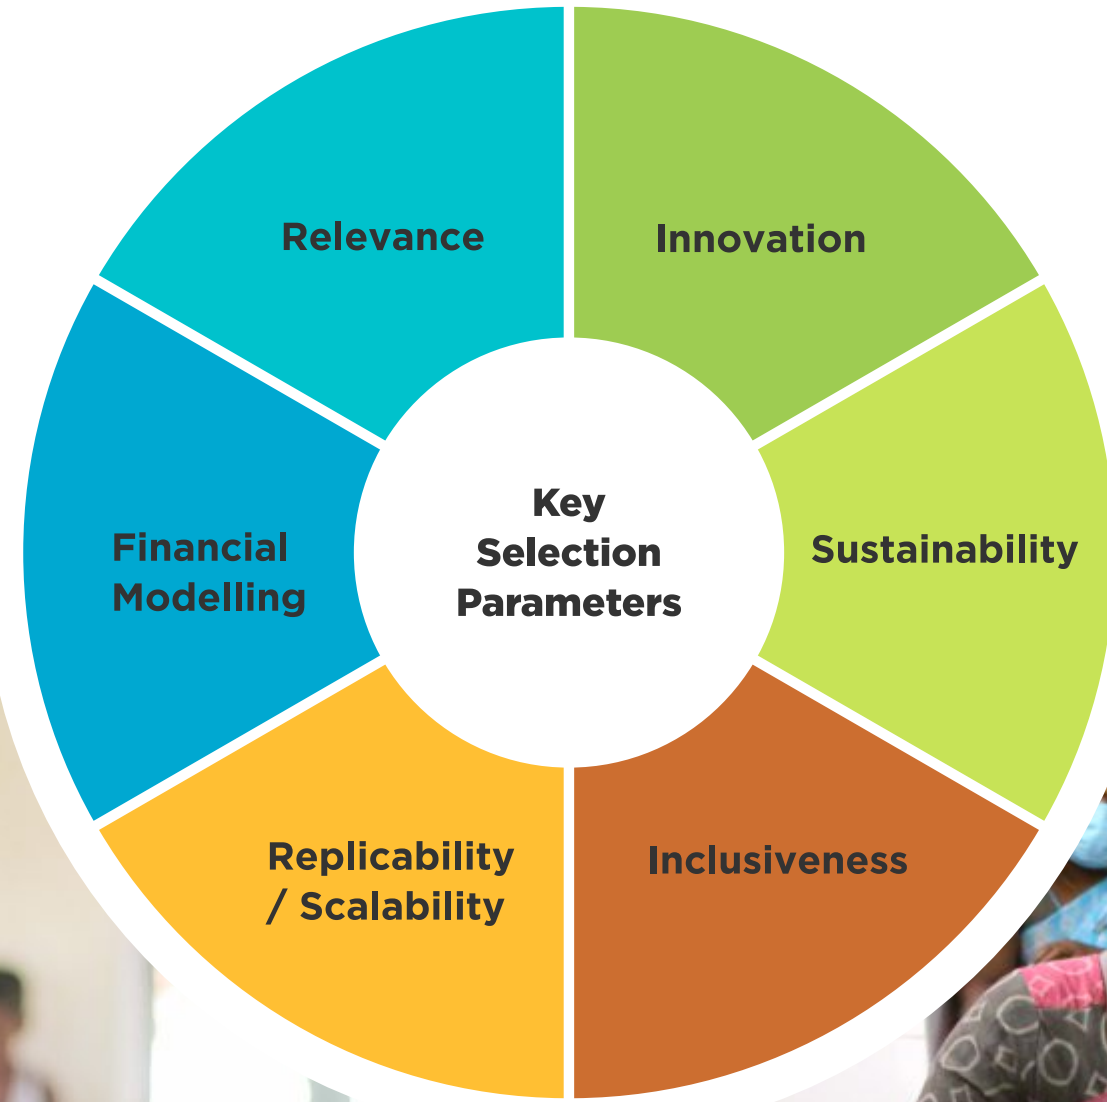 Relevance
Innovation
Financial
Modelling
Key
Selection
Parameters
Sustainability
Replicability
/ Scalability
Inclusiveness